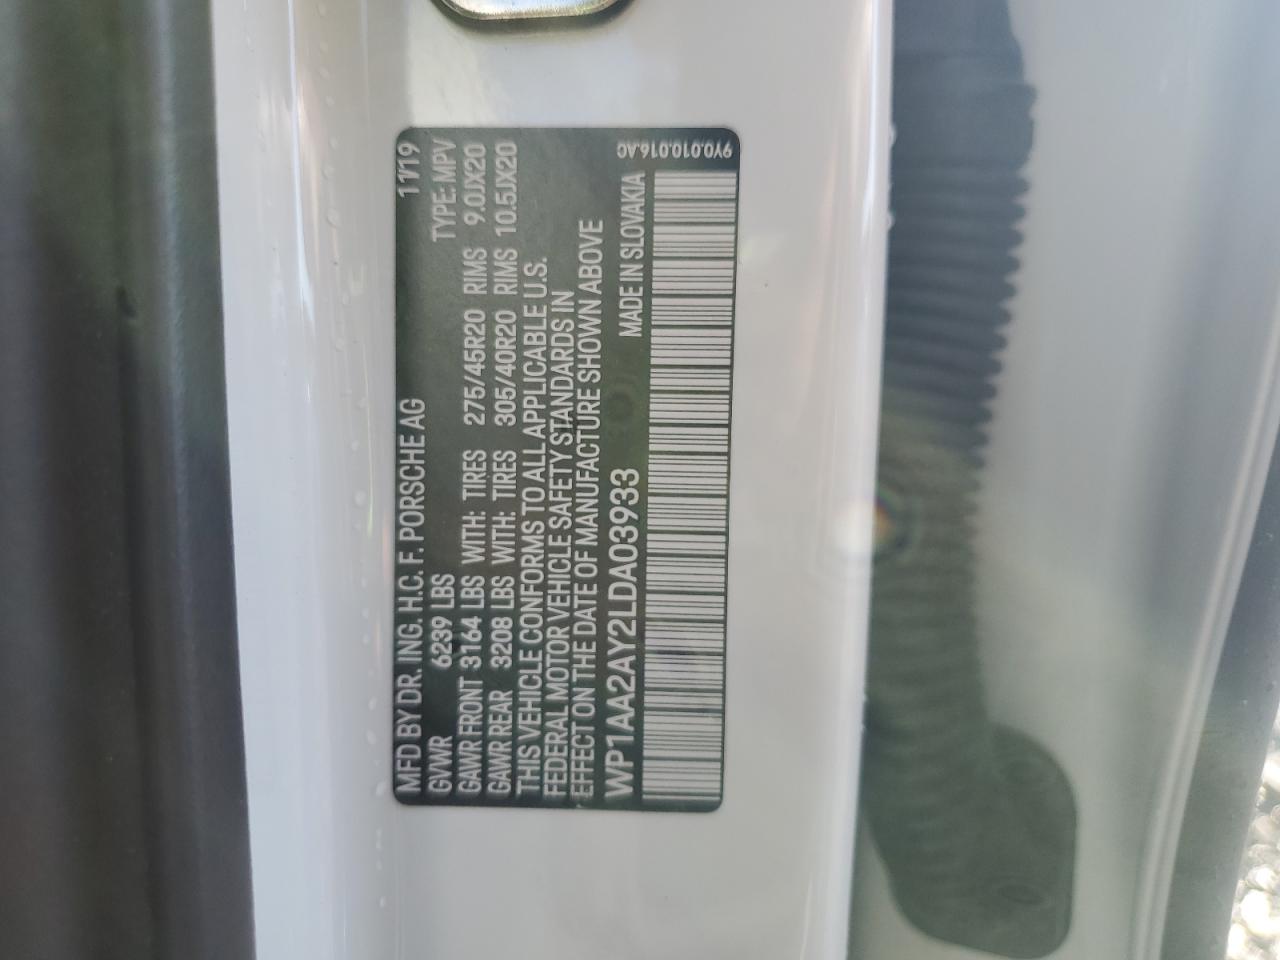 MFD BY DR. ING. H.C. F. PORSCHE AG 11/19
GVWR 6239 LBS TYPE: MPV
GAWR FRONT 3164 LBS WITH: TIRES 275/45R20 RIMS 9.0JX20
GAWR REAR 3208 LBS WITH: TIRES 305/40R20 RIMS 10.5JX20
THIS VEHICLE CONFORMS TO ALL APPLICABLE U.S.
FEDERAL MOTOR VEHICLE SAFETY STANDARDS IN
EFFECT ON THE DATE OF MANUFACTURE SHOWN ABOVE
WP1AA2AY2LDA03933 MADE IN SLOVAKIA
9Y0.010.016.AC